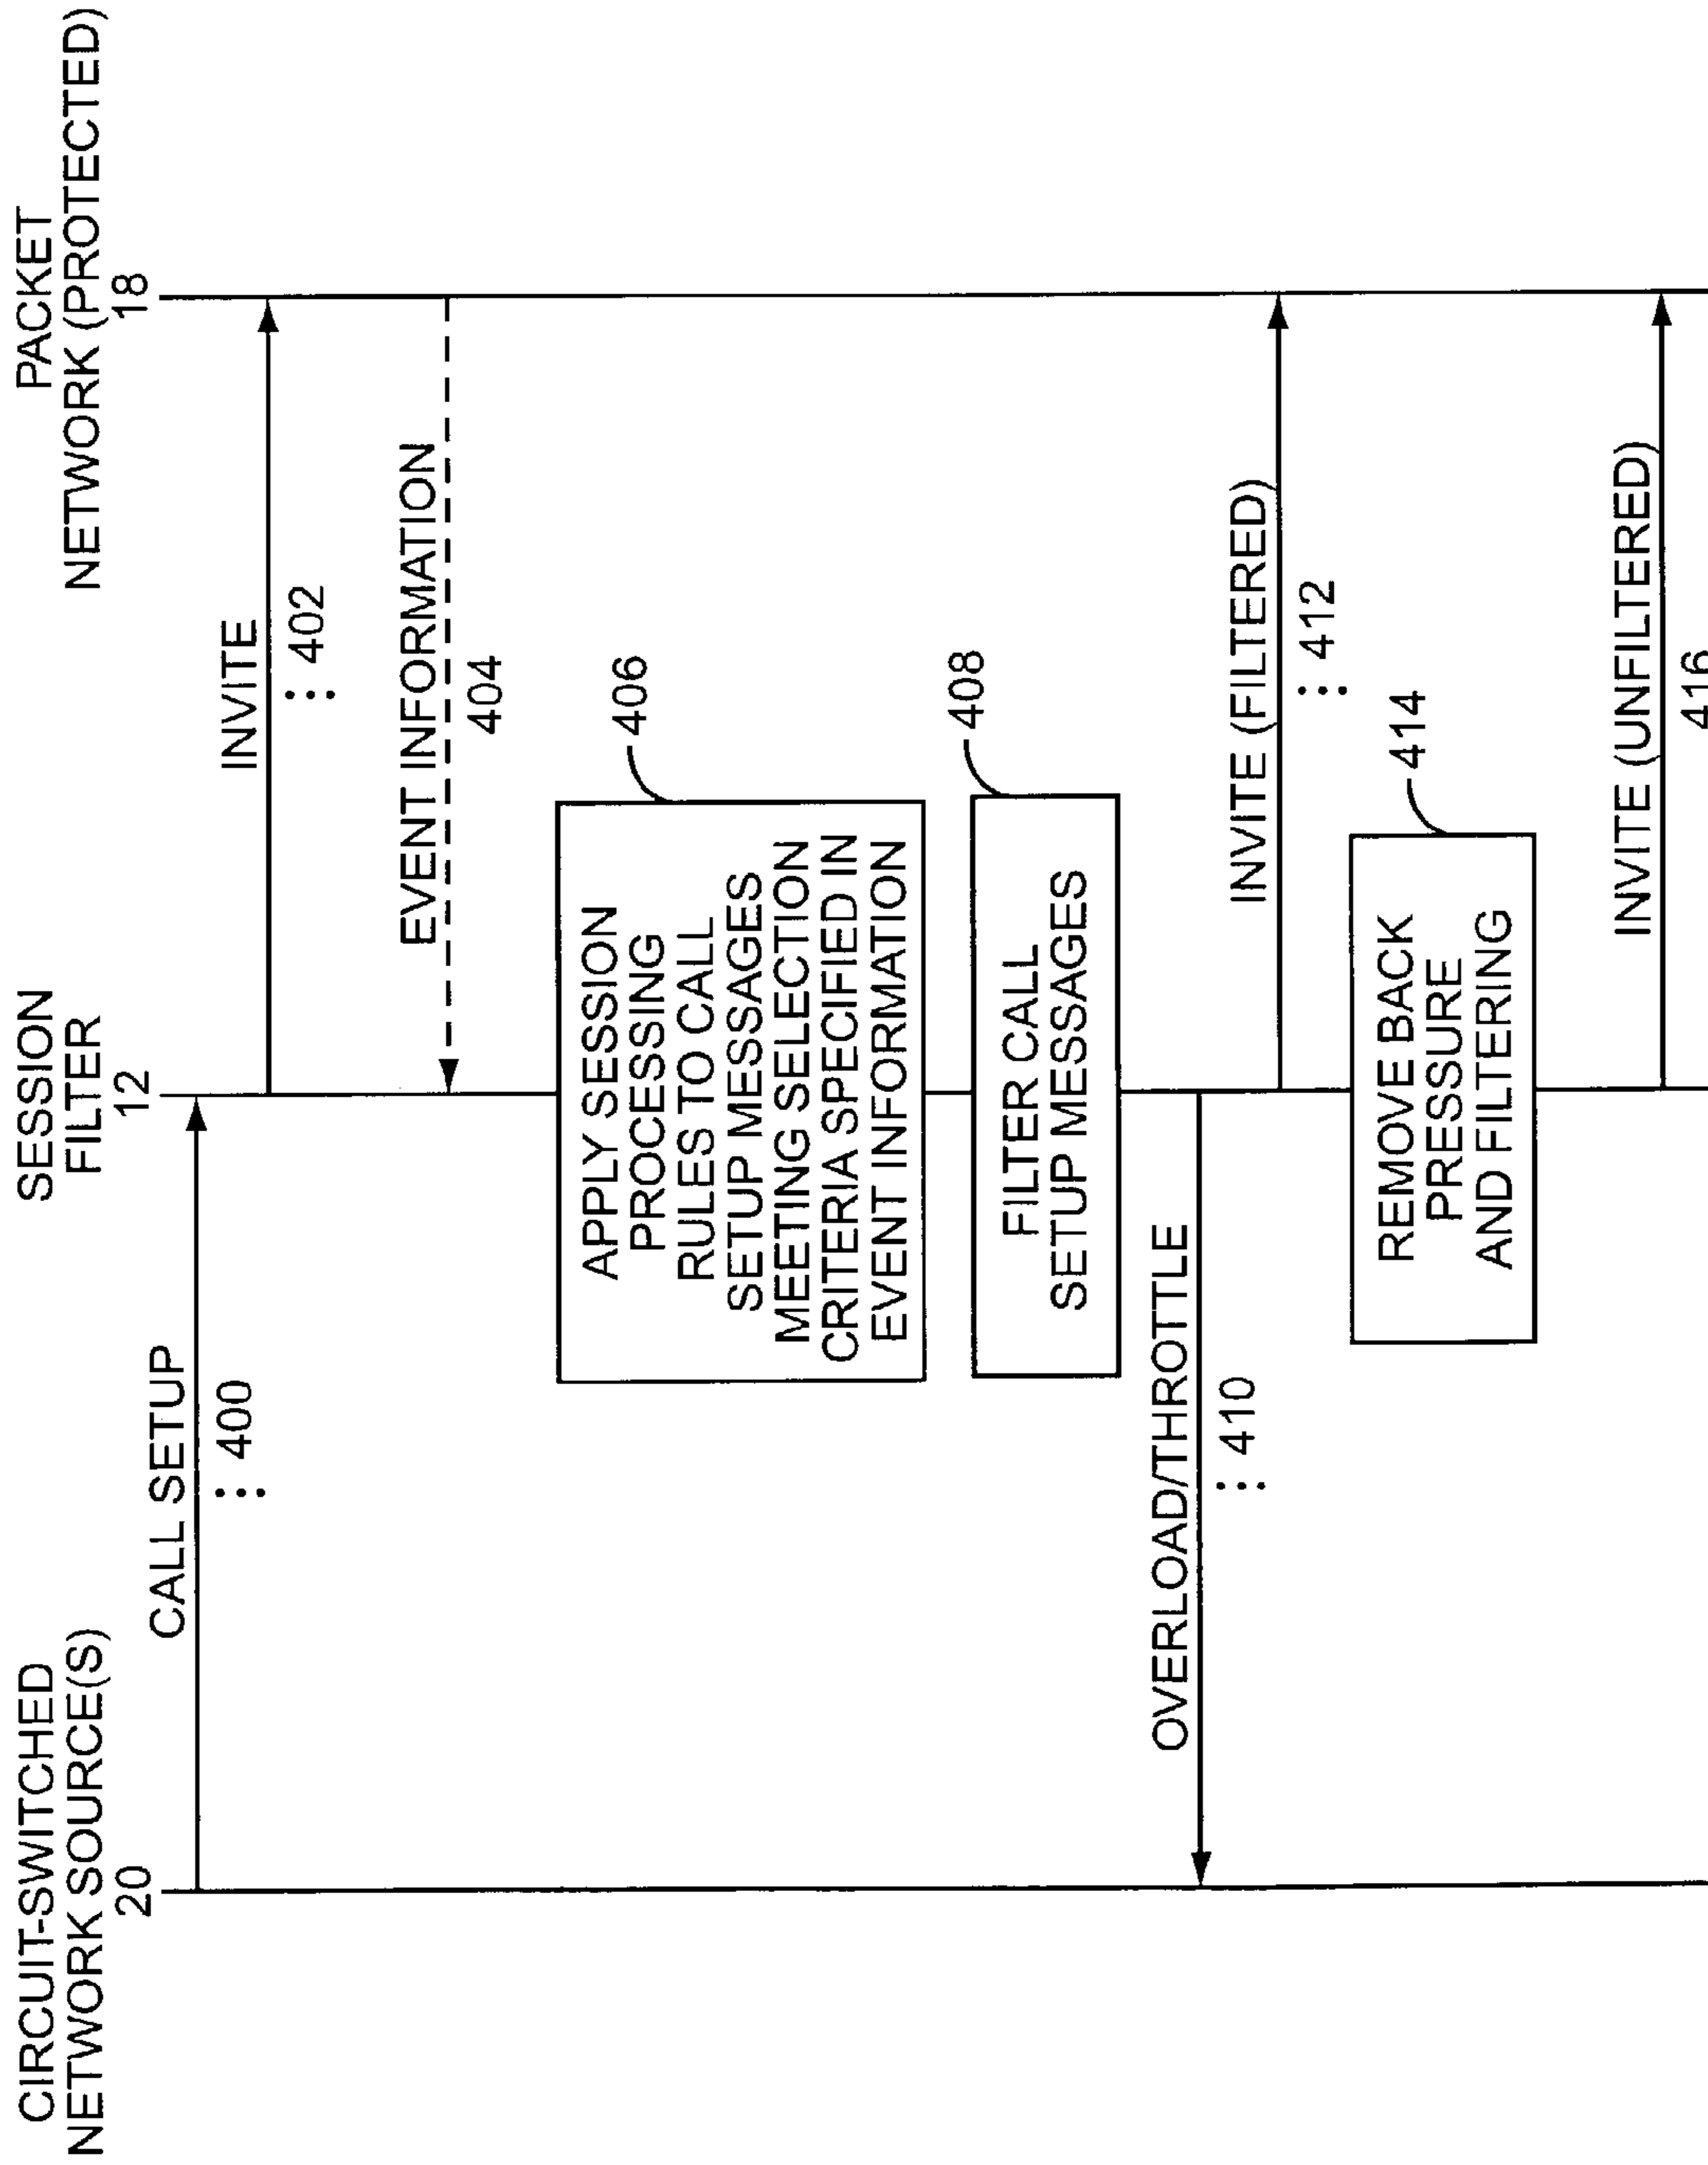 CIRCUIT-SWITCHED
NETWORK SOURCE(S)
20
SESSION
FILTER
12
PACKET
NETWORK (PROTECTED)
18
CALL SETUP
⋮ 400
INVITE
⋮ 402
EVENT INFORMATION
404
APPLY SESSION
PROCESSING
RULES TO CALL
SETUP MESSAGES
MEETING SELECTION
CRITERIA SPECIFIED IN
EVENT INFORMATION
406
FILTER CALL
SETUP MESSAGES
408
OVERLOAD/THROTTLE
⋮ 410
INVITE (FILTERED)
⋮ 412
REMOVE BACK
PRESSURE
AND FILTERING
414
INVITE (UNFILTERED)
416